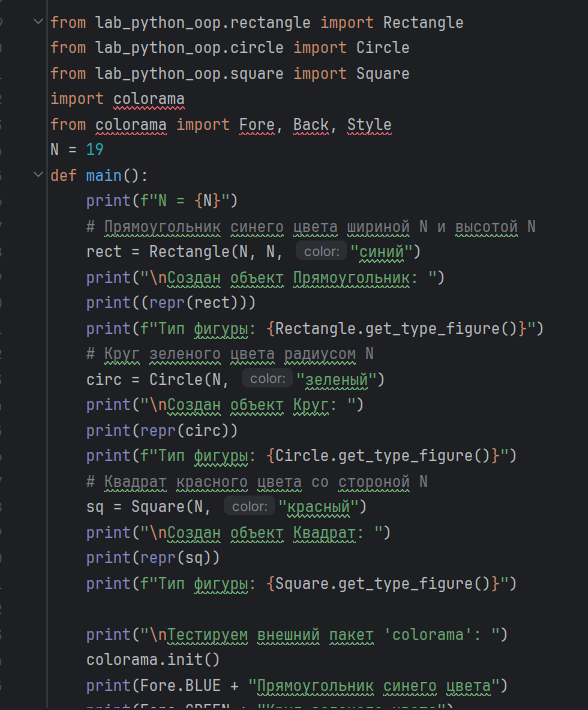 from lab_python_oop.rectangle import Rectangle
from lab_python_oop.circle import Circle
from lab_python_oop.square import Square
import colorama
from colorama import Fore, Back, Style
N = 19
def main():
    print(f"N = {N}")
    # Прямоугольник синего цвета шириной N и высотой N
    rect = Rectangle(N, N, color: "синий")
    print("\nСоздан объект Прямоугольник: ")
    print((repr(rect)))
    print(f"Тип фигуры: {Rectangle.get_type_figure()}")
    # Круг зеленого цвета радиусом N
    circ = Circle(N, color: "зеленый")
    print("\nСоздан объект Круг: ")
    print(repr(circ))
    print(f"Тип фигуры: {Circle.get_type_figure()}")
    # Квадрат красного цвета со стороной N
    sq = Square(N, color: "красный")
    print("\nСоздан объект Квадрат: ")
    print(repr(sq))
    print(f"Тип фигуры: {Square.get_type_figure()}")

    print("\nТестируем внешний пакет 'colorama': ")
    colorama.init()
    print(Fore.BLUE + "Прямоугольник синего цвета")